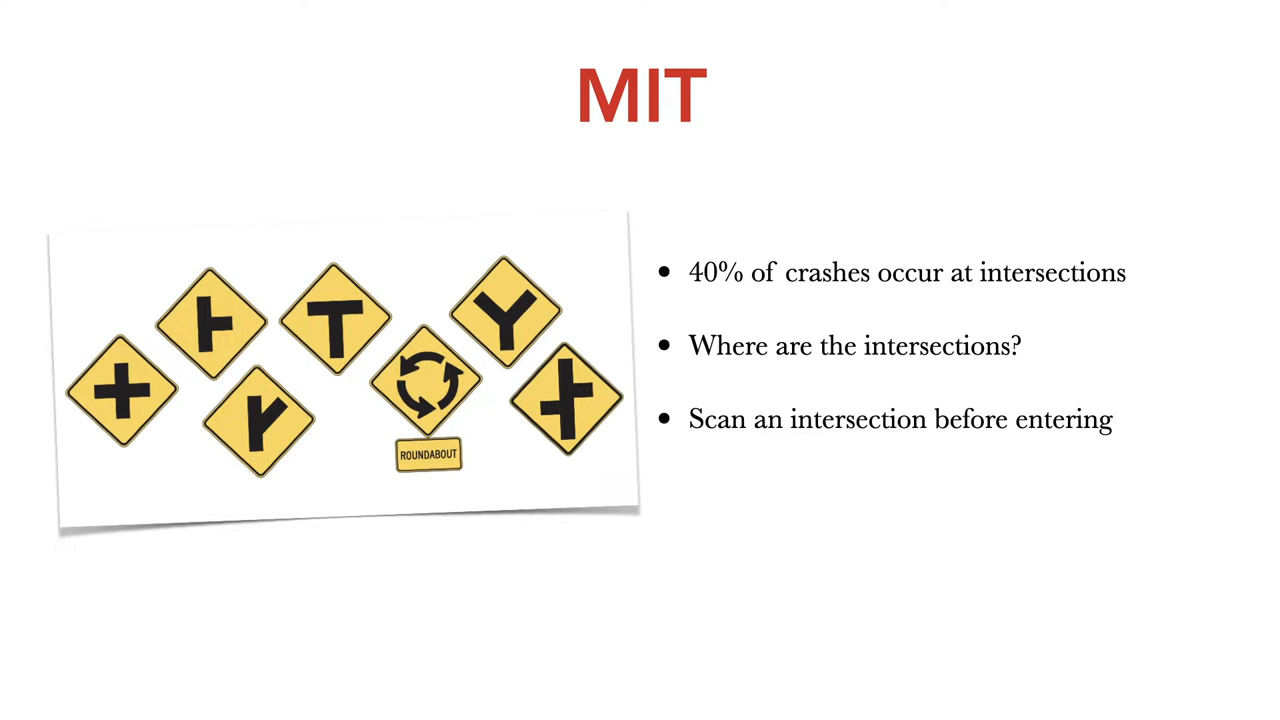 MIT
40% of crashes occur at intersections
Where are the intersections?
Scan an intersection before entering
ROUNDABOUT